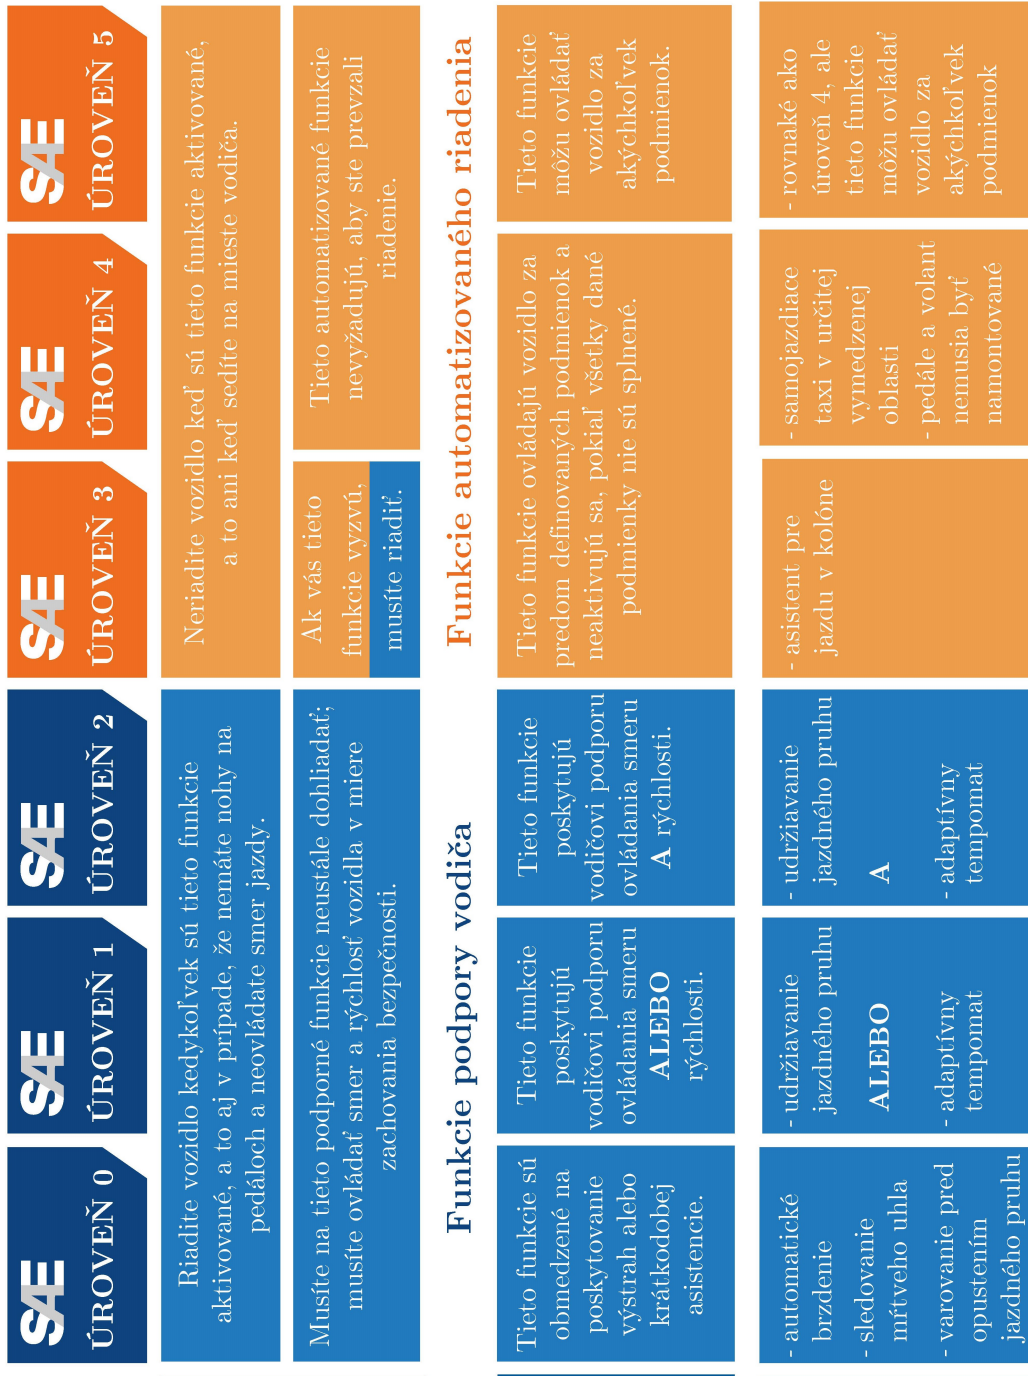 SAE
ÚROVEŇ 0
SAE
ÚROVEŇ 1
SAE
ÚROVEŇ 2
SAE
ÚROVEŇ 3
SAE
ÚROVEŇ 4
SAE
ÚROVEŇ 5
Riadite vozidlo kedykoľvek sú tieto funkcie
aktivované, a to aj v prípade, že nemáte nohy na
pedáloch a neovládate smer jazdy.
Neriadite vozidlo keď sú tieto funkcie aktivované,
a to ani keď sedíte na mieste vodiča.
Musíte na tieto podporné funkcie neustále dohliadať;
musíte ovládať smer a rýchlosť vozidla v miere
zachovania bezpečnosti.
Ak vás tieto
funkcie vyzvú,
musíte riadiť.
Tieto automatizované funkcie
nevyžadujú, aby ste prevzali
riadenie.
Funkcie podpory vodiča
Funkcie automatizovaného riadenia
Tieto funkcie sú
obmedzené na
poskytovanie
výstrah alebo
krátkodobej
asistencie.
Tieto funkcie
poskytujú
vodičovi podporu
ovládania smeru
ALEBO
rýchlosti.
Tieto funkcie
poskytujú
vodičovi podporu
ovládania smeru
A rýchlosti.
Tieto funkcie ovládajú vozidlo za
predom definovaných podmienok a
neaktivujú sa, pokiaľ všetky dané
podmienky nie sú splnené.
Tieto funkcie
môžu ovládať
vozidlo za
akýchkoľvek
podmienok.
- automatické
brzdenie
- sledovanie
mŕtveho uhla
- varovanie pred
opustením
jazdného pruhu
- udržiavanie
jazdného pruhu
ALEBO
- adaptívny
tempomat
- udržiavanie
jazdného pruhu
A
- adaptívny
tempomat
- asistent pre
jazdu v kolóne
- samojazdiace
taxi v určitej
vymedzenej
oblasti
- pedále a volant
nemusia byť
namontované
- rovnaké ako
úroveň 4, ale
tieto funkcie
môžu ovládať
vozidlo za
akýchkoľvek
podmienok